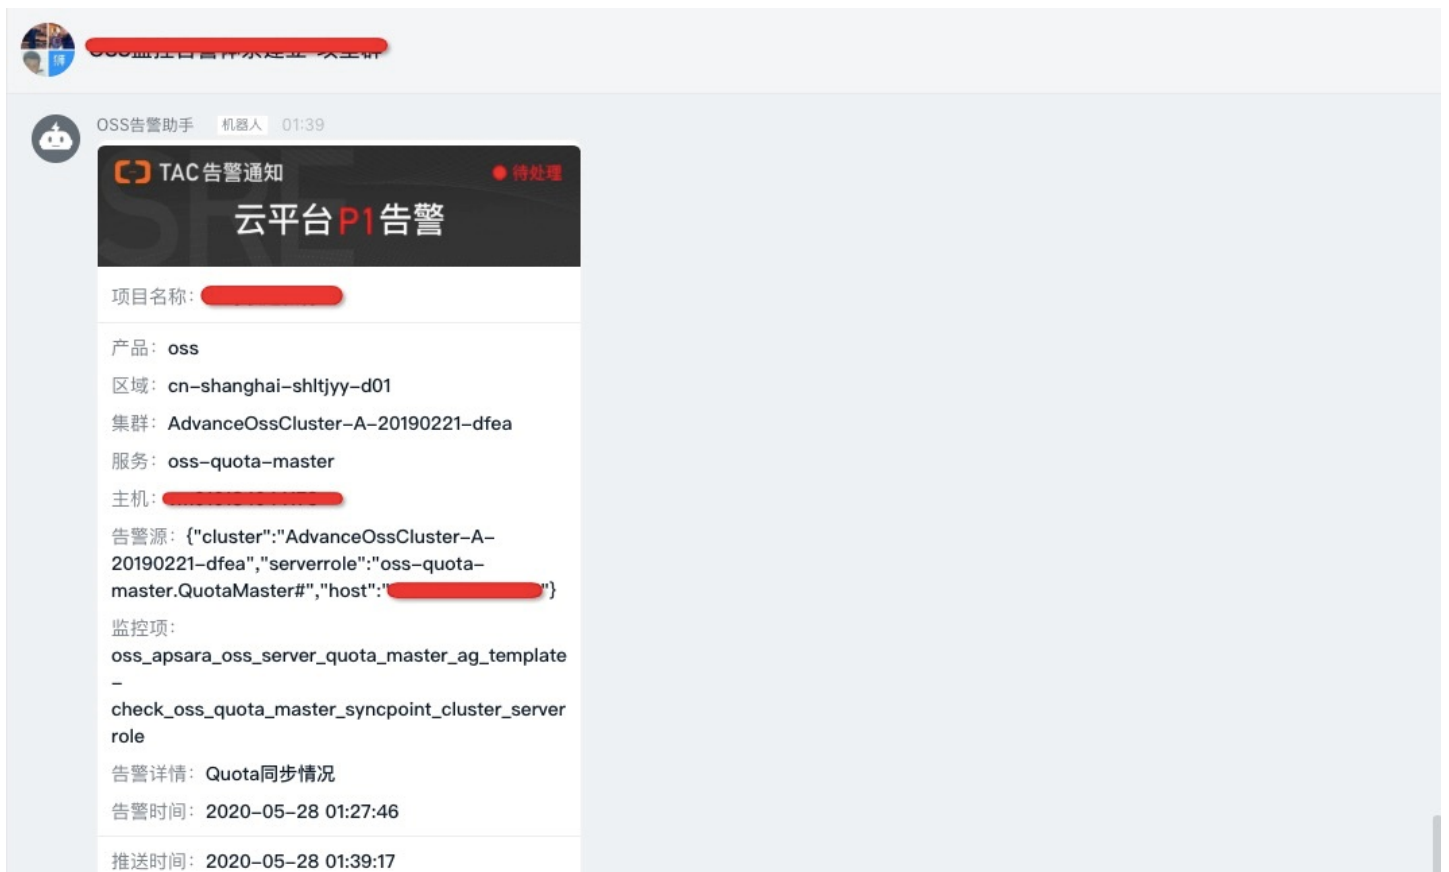 OSS告警助手 机器人 01:39
TAC告警通知 待处理
云平台P1告警
项目名称：
产品：oss
区域：cn-shanghai-shltjyy-d01
集群：AdvanceOssCluster-A-20190221-dfea
服务：oss-quota-master
主机：
告警源：{"cluster":"AdvanceOssCluster-A-
20190221-dfea","serverrole":"oss-quota-
master.QuotaMaster#","host":" "}
监控项：
oss_apsara_oss_server_quota_master_ag_template
-
check_oss_quota_master_syncpoint_cluster_server
role
告警详情：Quota同步情况
告警时间：2020-05-28 01:27:46
推送时间：2020-05-28 01:39:17